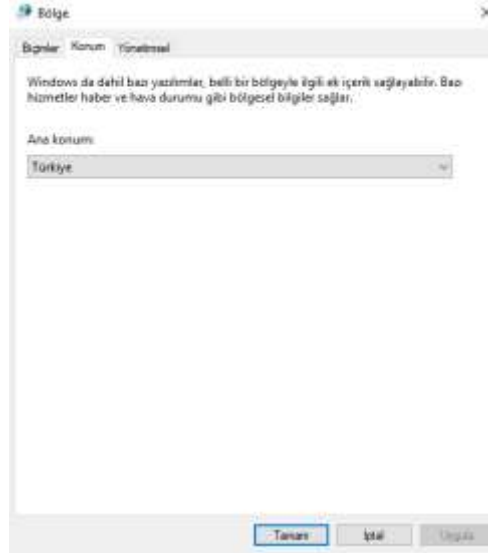 Bölge
Biçimler Konum Yönetimsel
Windows da dahil bazı yazılımlar, belli bir bölgeyle ilgili ek içerik sağlayabilir. Bazı
hizmetler haber ve hava durumu gibi bölgesel bilgiler sağlar.
Ana konum:
Türkiye
Tamam İptal Uygula